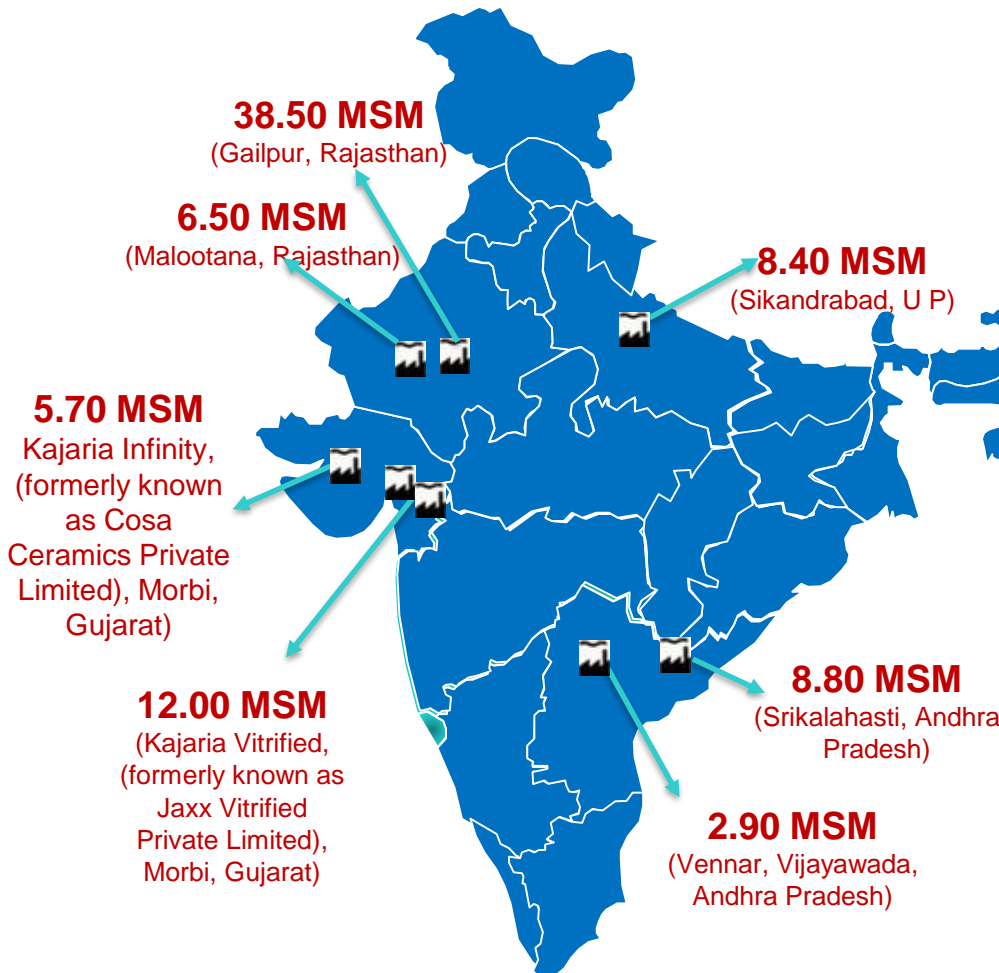 38.50 MSM
(Gailpur, Rajasthan)
6.50 MSM
(Malootana, Rajasthan)
8.40 MSM
(Sikandrabad, U P)
5.70 MSM
Kajaria Infinity,
(formerly known
as Cosa
Ceramics Private
Limited), Morbi,
Gujarat)
12.00 MSM
(Kajaria Vitrified,
(formerly known as
Jaxx Vitrified
Private Limited),
Morbi, Gujarat)
8.80 MSM
(Srikalahasti, Andhra
Pradesh)
2.90 MSM
(Vennar, Vijayawada,
Andhra Pradesh)